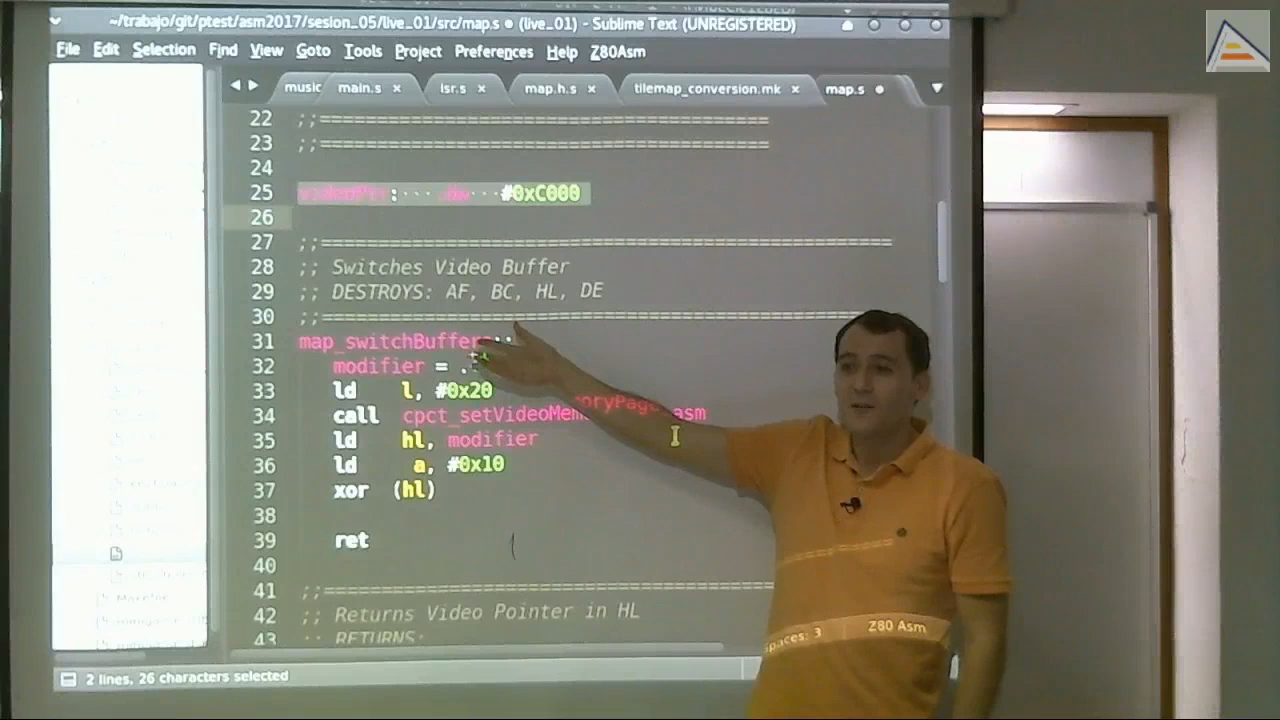 ~/trabajo/git/ptest/asm2017/sesion_05/live_01/src/map.s • (live_01) - Sublime Text (UNREGISTERED)
File Edit Selection Find View Goto Tools Project Preferences Help Z80Asm
music main.s × lsr.s × map.h.s × tilemap_conversion.mk × map.s
22 ;;=====================================
23 ;;=====================================
24
25 videoPtr: .dw #0xC000
26
27 ;;==============================================
28 ;; Switches Video Buffer
29 ;; DESTROYS: AF, BC, HL, DE
30 ;;==============================================
31 map_switchBuffers::
32 modifier = .
33 ld l, #0x20
34 call cpct_setVideoMemoryPage_asm
35 ld hl, modifier
36 ld a, #0x10
37 xor (hl)
38
39 ret
40
41 ;;======================================
42 ;; Returns Video Pointer in HL
43 ;; RETURNS:
2 lines, 26 characters selected
Spaces: 3 Z80 Asm